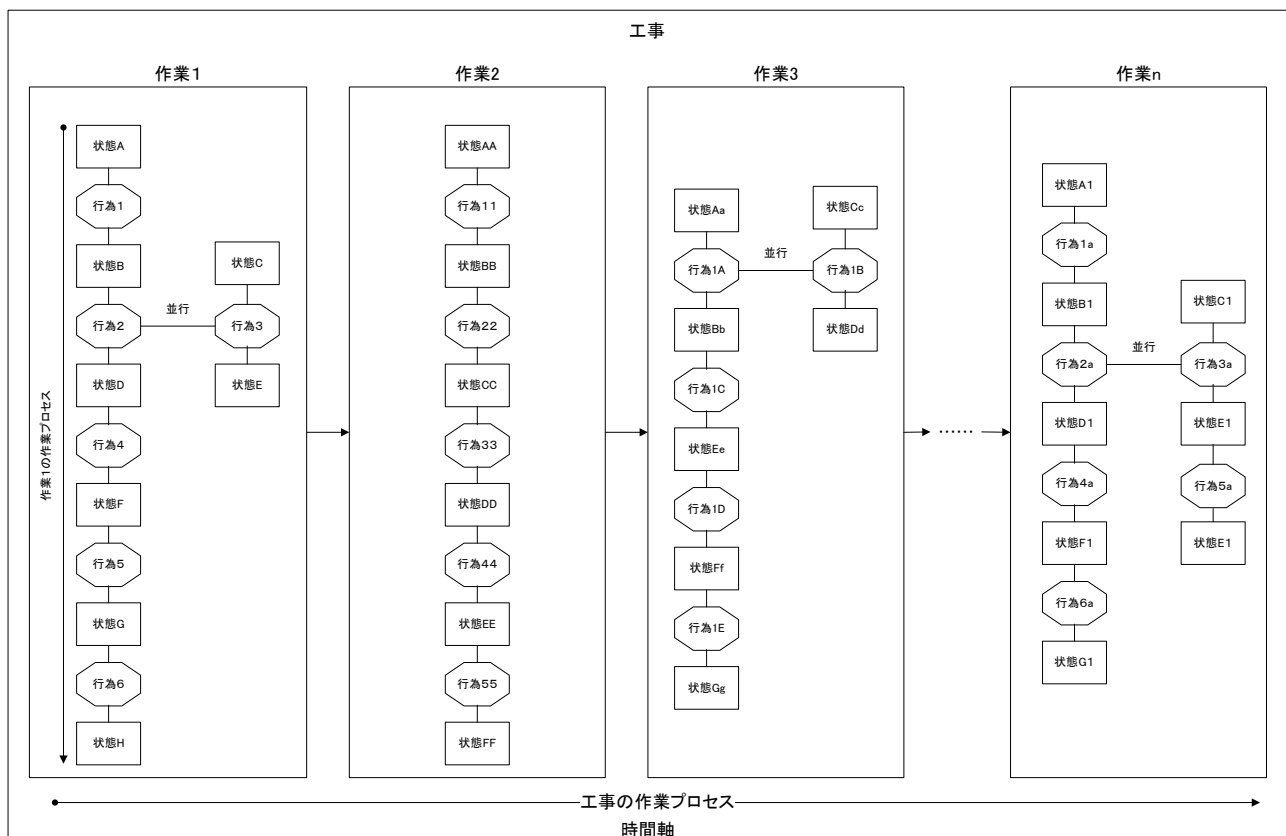 工事
作業1
作業2
作業3
作業n
作業1の作業プロセス
状態A
行為1
状態B
状態C
行為2
並行
行為3
状態D
状態E
行為4
状態F
行為5
状態G
行為6
状態H
状態AA
行為11
状態BB
行為22
状態CC
行為33
状態DD
行為44
状態EE
行為55
状態FF
状態Aa
状態Cc
行為1A
並行
行為1B
状態Bb
状態Dd
行為1C
状態Ee
行為1D
状態Ff
行為1E
状態Gg
……
状態A1
行為1a
状態B1
状態C1
行為2a
並行
行為3a
状態D1
状態E1
行為4a
行為5a
状態F1
状態E1
行為6a
状態G1
工事の作業プロセス
時間軸